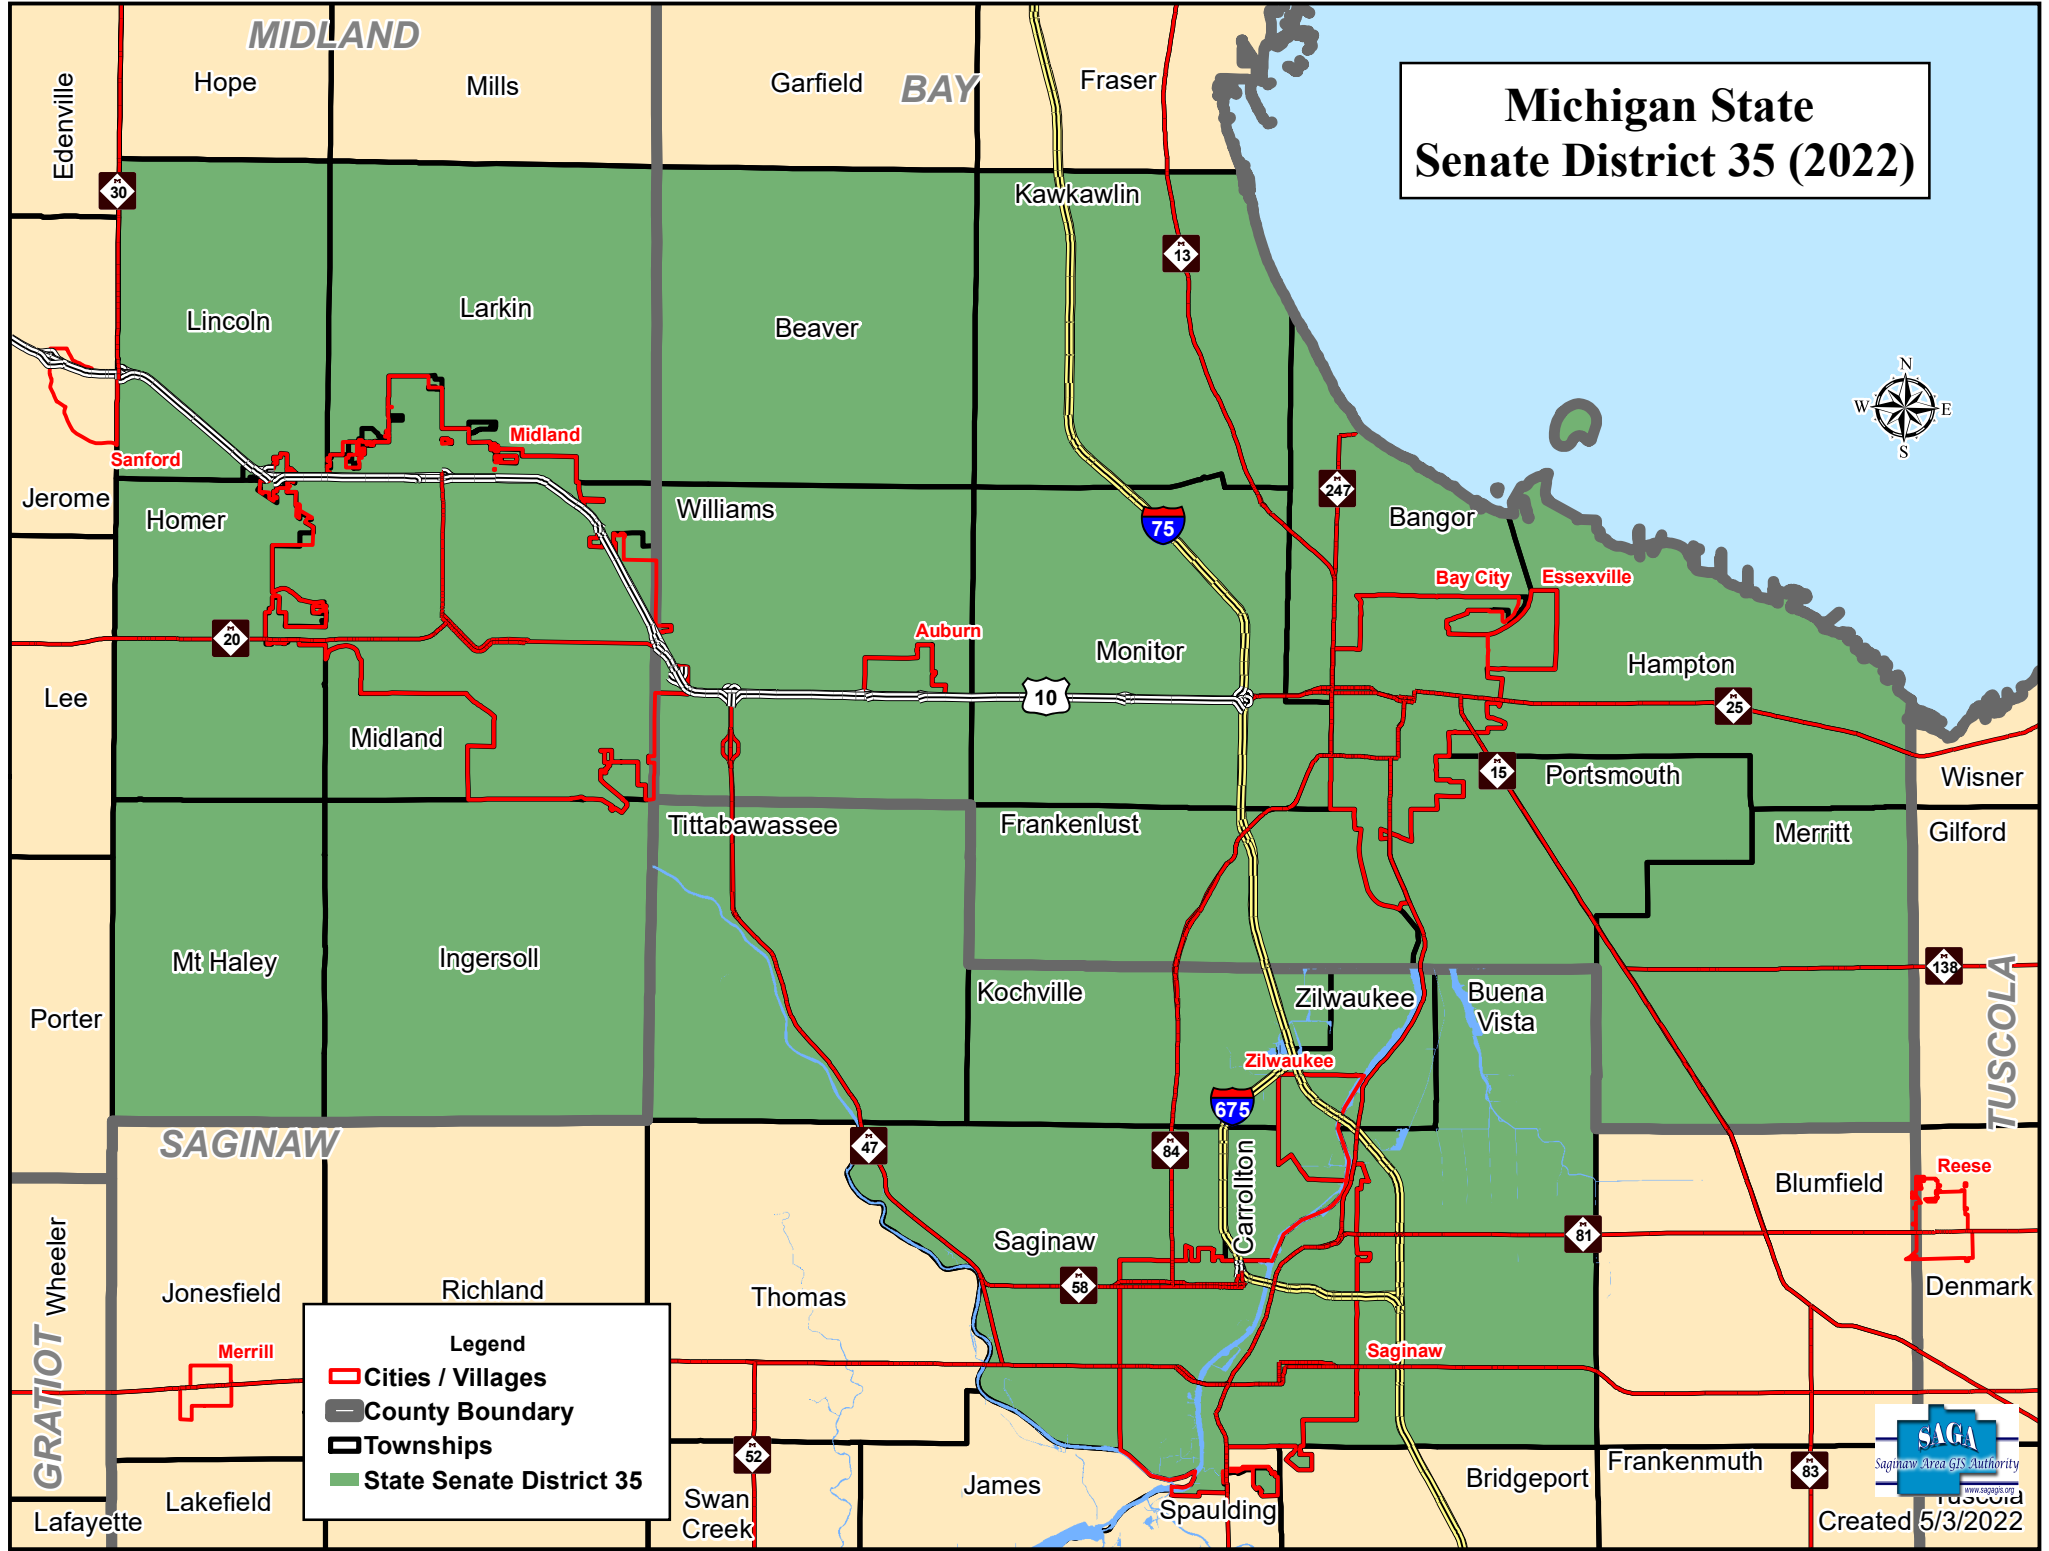 MIDLAND
Hope
Mills
Garfield
BAY
Fraser
Edenville
Michigan State
Senate District 35 (2022)
M
30
Kawkawlin
M
13
Lincoln
Larkin
Beaver
N
W
E
S
Midland
Sanford
Jerome
Homer
Williams
M
247
Bangor
75
Bay City
Essexville
M
20
Auburn
Monitor
Hampton
Lee
10
M
25
Midland
M
15
Portsmouth
Wisner
Tittabawassee
Frankenlust
Merritt
Gilford
Mt Haley
Ingersoll
M
138
Kochville
Zilwaukee
Buena
Vista
Porter
TUSCOLA
Zilwaukee
675
SAGINAW
M
47
M
84
Carrollton
Blumfield
Reese
Wheeler
Saginaw
M
81
M
58
Jonesfield
Richland
Thomas
Denmark
GRATIOT
Merrill
Saginaw
Legend
Cities / Villages
County Boundary
Townships
State Senate District 35
M
52
SAGA
Saginaw Area GIS Authority
www.sagagis.org
Frankenmuth
M
83
Bridgeport
James
Swan
Creek
Lakefield
Spaulding
Tuscola
Lafayette
Created 5/3/2022